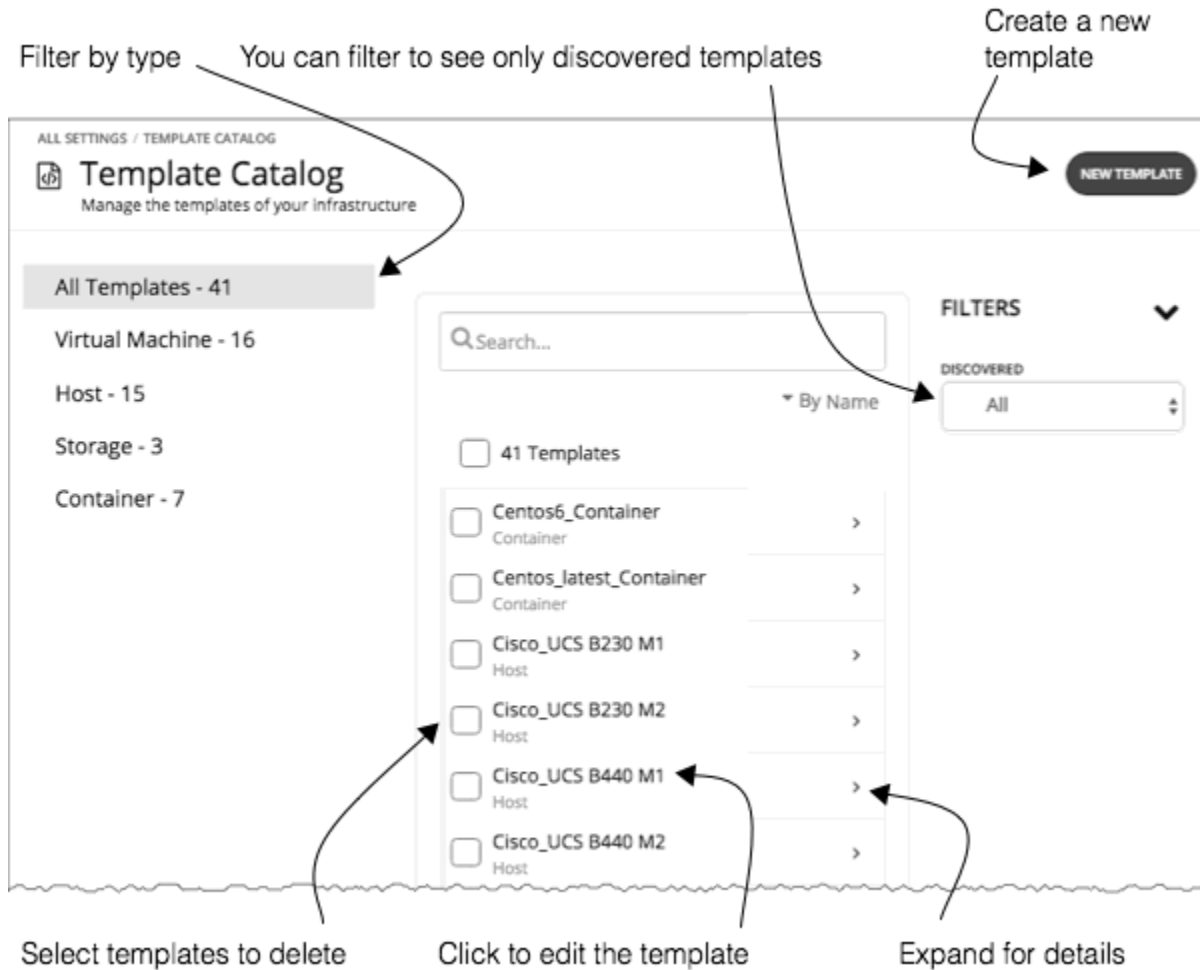 Create a new
template
Filter by type
You can filter to see only discovered templates
ALL SETTINGS / TEMPLATE CATALOG
Template Catalog
Manage the templates of your infrastructure
NEW TEMPLATE
All Templates - 41
Virtual Machine - 16
Host - 15
Storage - 3
Container - 7
Search...
By Name
41 Templates
Centos6_Container
Container
Centos_latest_Container
Container
Cisco_UCS B230 M1
Host
Cisco_UCS B230 M2
Host
Cisco_UCS B440 M1
Host
Cisco_UCS B440 M2
Host
FILTERS
DISCOVERED
All
Select templates to delete
Click to edit the template
Expand for details